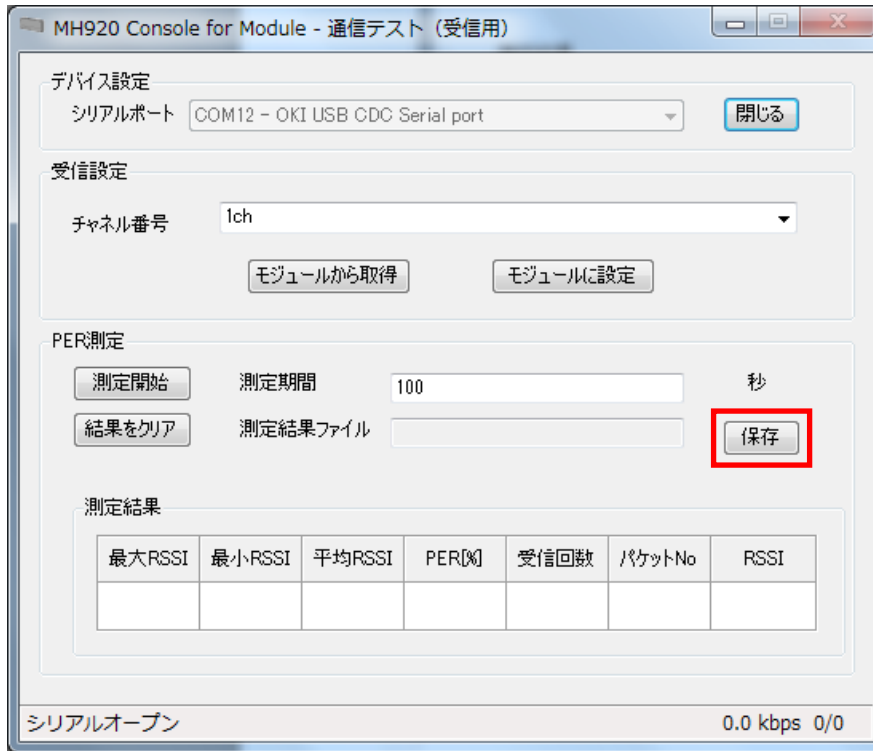 MH920 Console for Module - 通信テスト（受信用）
デバイス設定
シリアルポート COM12 - OKI USB CDC Serial port 閉じる
受信設定
チャネル番号 1ch
モジュールから取得 モジュールに設定
PER測定
測定開始 測定期間 100 秒
結果をクリア 測定結果ファイル 保存
測定結果
最大RSSI 最小RSSI 平均RSSI PER[%] 受信回数 パケットNo RSSI
シリアルオープン 0.0 kbps 0/0